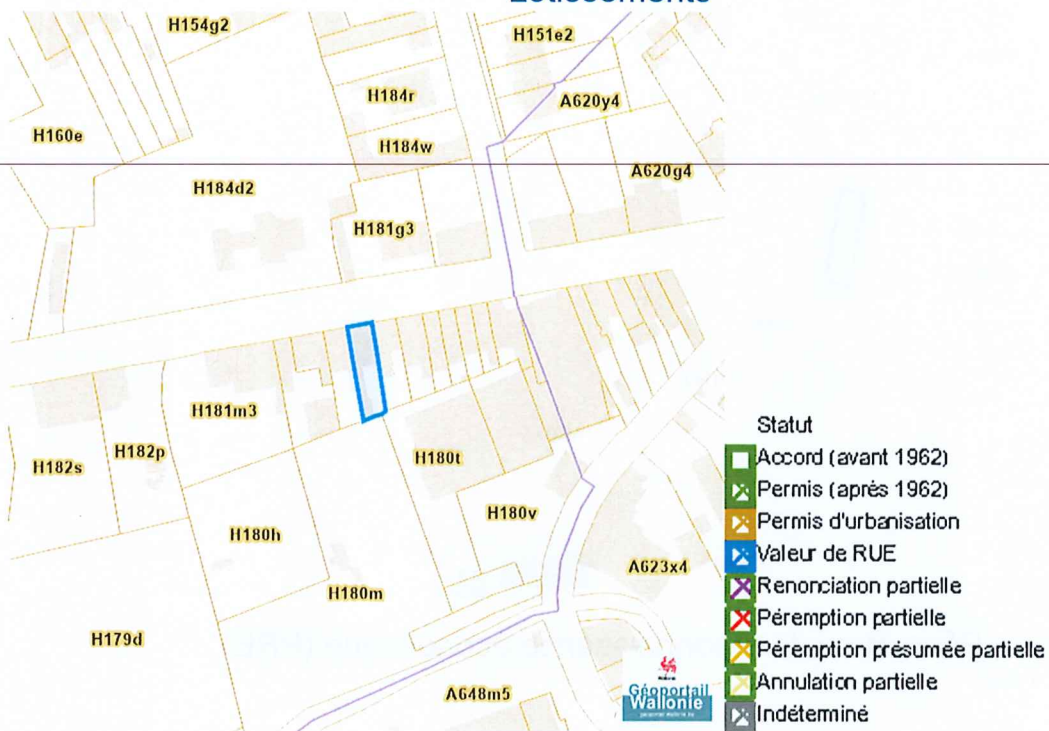 Lotissements
H154g2
H151e2
H184r
A620y4
H160e
H184w
A620g4
H184d2
H181g3
H181m3
H182p
H182s
H180t
H180v
H180h
A623x4
H180m
H179d
A648m5
Géoportail
Wallonie
Statut
Accord (avant 1962)
Permis (après 1962)
Permis d'urbanisation
Valeur de RUE
Renonciation partielle
Péremption partielle
Péremption présumée partielle
Annulation partielle
Indéterminé